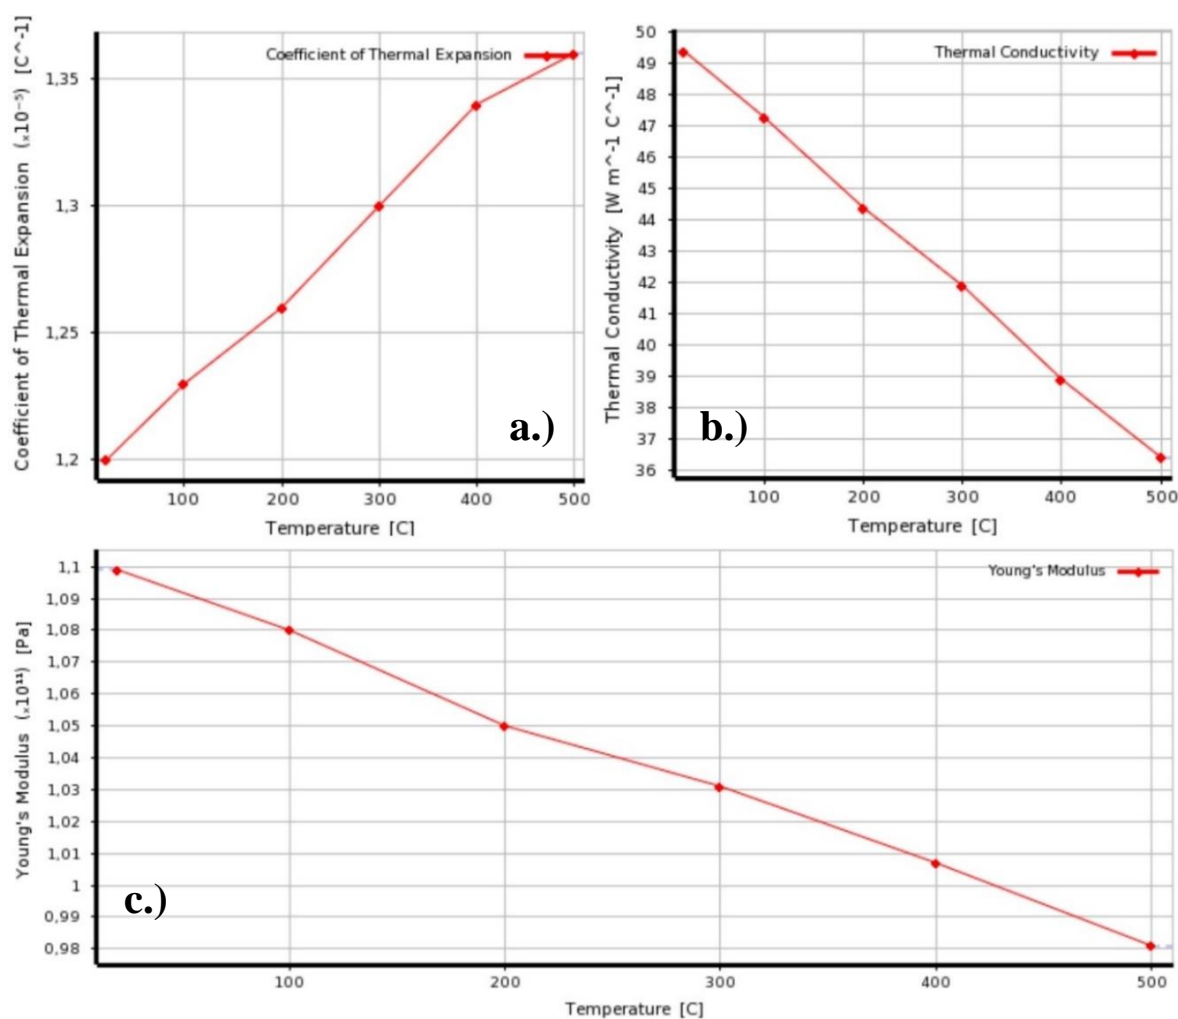 Coefficient of Thermal Expansion (ₓ10⁻⁵) [C^-1]
Coefficient of Thermal Expansion
1,35
1,3
1,25
1,2
a.)
100 200 300 400 500
Temperature [C]
Thermal Conductivity [W m^-1 C^-1]
Thermal Conductivity
50
49
48
47
46
45
44
43
42
41
40
39
38
37
36
b.)
100 200 300 400 500
Temperature [C]
Young's Modulus (ₓ10¹¹) [Pa]
Young's Modulus
1,1
1,09
1,08
1,07
1,06
1,05
1,04
1,03
1,02
1,01
1
0,99
0,98
c.)
100 200 300 400 500
Temperature [C]